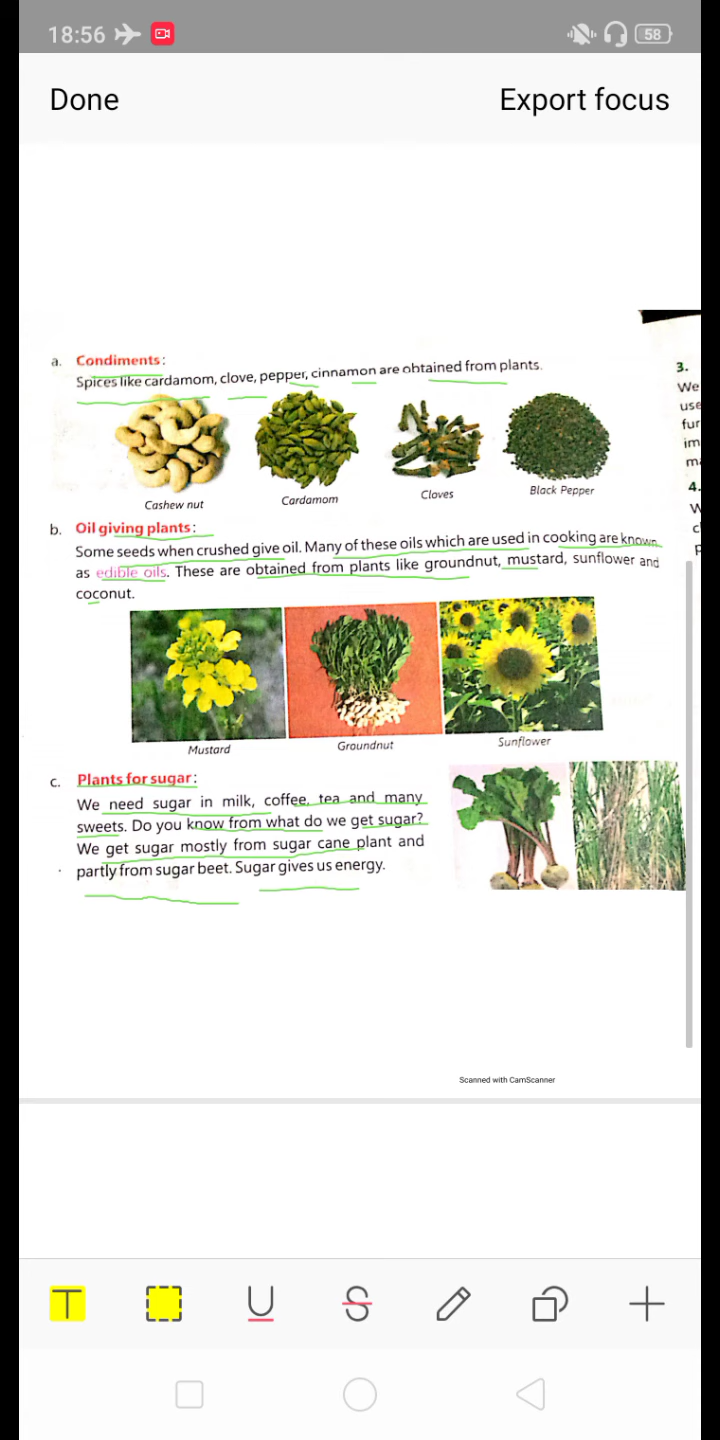 18:56
58
Done
Export focus
a. Condiments:
Spices like cardamom, clove, pepper, cinnamon are obtained from plants.
Cashew nut
Cardamom
Cloves
Black Pepper
b. Oil giving plants:
Some seeds when crushed give oil. Many of these oils which are used in cooking are known
as edible oils. These are obtained from plants like groundnut, mustard, sunflower and
coconut.
Mustard
Groundnut
Sunflower
c. Plants for sugar:
We need sugar in milk, coffee, tea and many
sweets. Do you know from what do we get sugar?
We get sugar mostly from sugar cane plant and
partly from sugar beet. Sugar gives us energy.
3.
We
use
fur
im
4.
Scanned with CamScanner
T
U
S